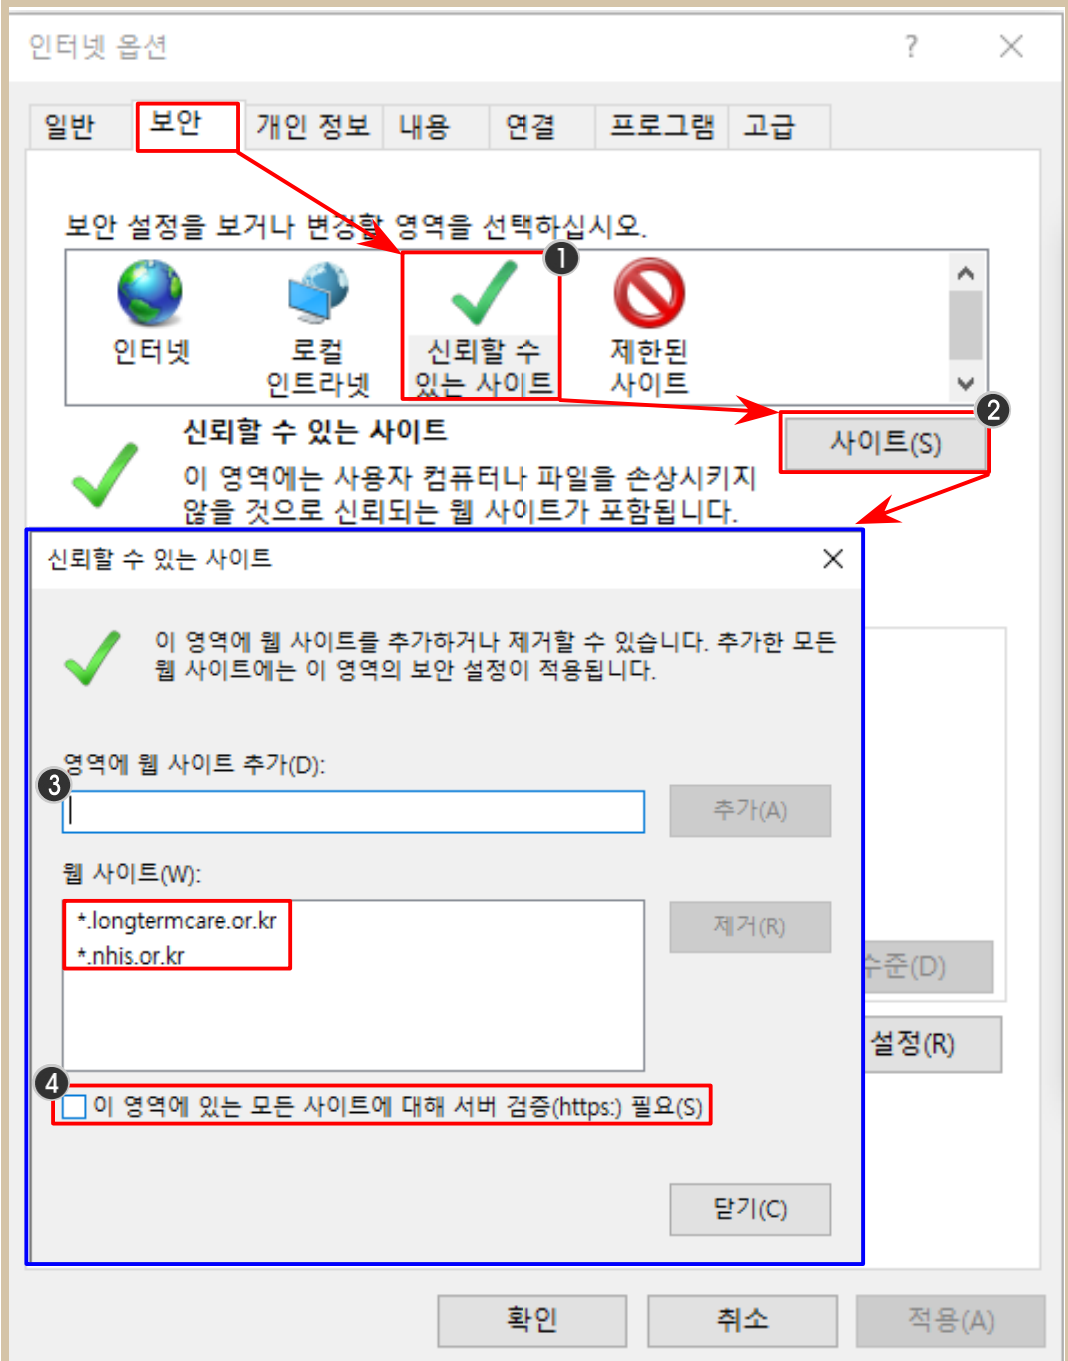 인터넷 옵션 ?
일반 보안 개인 정보 내용 연결 프로그램 고급
보안 설정을 보거나 변경할 영역을 선택하십시오.
1
인터넷
로컬
인트라넷
신뢰할 수
있는 사이트
제한된
사이트
2
신뢰할 수 있는 사이트
사이트(S)
이 영역에는 사용자 컴퓨터나 파일을 손상시키지
않을 것으로 신뢰되는 웹 사이트가 포함됩니다.
신뢰할 수 있는 사이트
이 영역에 웹 사이트를 추가하거나 제거할 수 있습니다. 추가한 모든
웹 사이트에는 이 영역의 보안 설정이 적용됩니다.
영역에 웹 사이트 추가(D):
3
추가(A)
웹 사이트(W):
*.longtermcare.or.kr
*.nhis.or.kr
제거(R)
수준(D)
설정(R)
4
이 영역에 있는 모든 사이트에 대해 서버 검증(https:) 필요(S)
닫기(C)
확인 취소 적용(A)